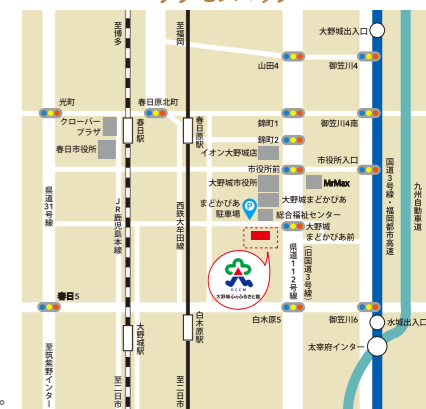 至博多
至福岡
大野城出入口
山田4
御笠川4
光町
春日原北町
錦町1
御笠川4南
クローバー
プラザ
春日駅
春日原駅
錦町2
イオン大野城店
春日市役所
市役所前
市役所入口
大野城市役所
MrMax
県道31号線
JR鹿児島本線
西鉄大牟田線
まどかぴあ
駐車場
P
大野城まどかぴあ
総合福祉センター
国道3号線・福岡都市高速
九州自動車道
大野城
まどかぴあ前
県道112号線
(旧国道3号線)
OCCM
大野城心のふるさと館
春日5
白木原5
御笠川6
水城出入口
大野城駅
白木原駅
太宰府インター
至筑紫野インター
至二日市
至二日市
。